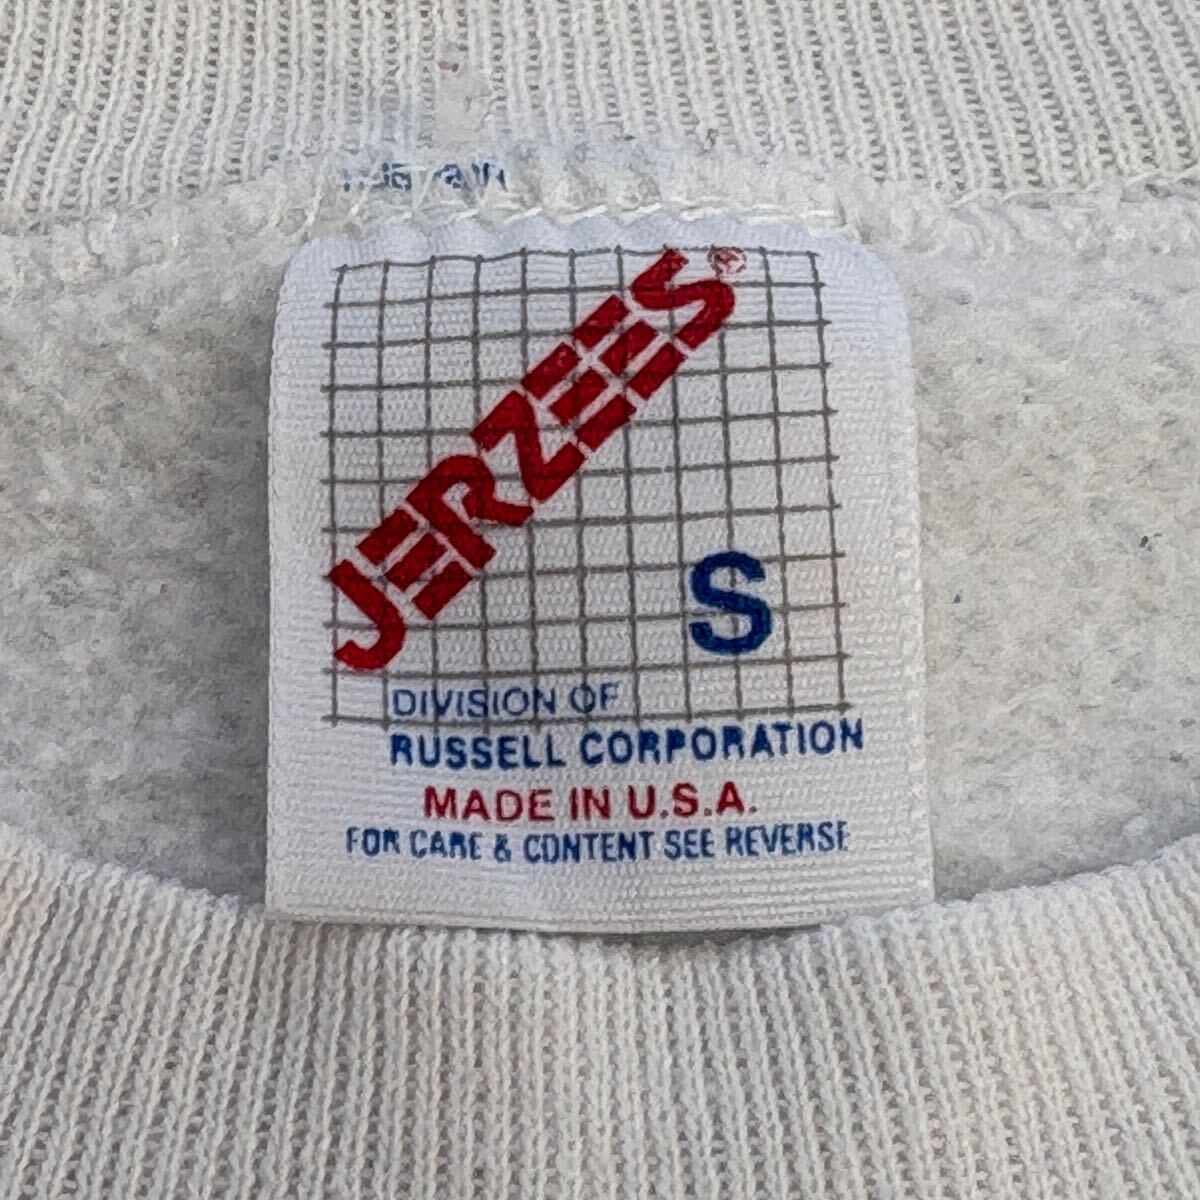 JERZEES®
S
DIVISION OF
RUSSELL CORPORATION
MADE IN U.S.A.
FOR CARE & CONTENT SEE REVERSE